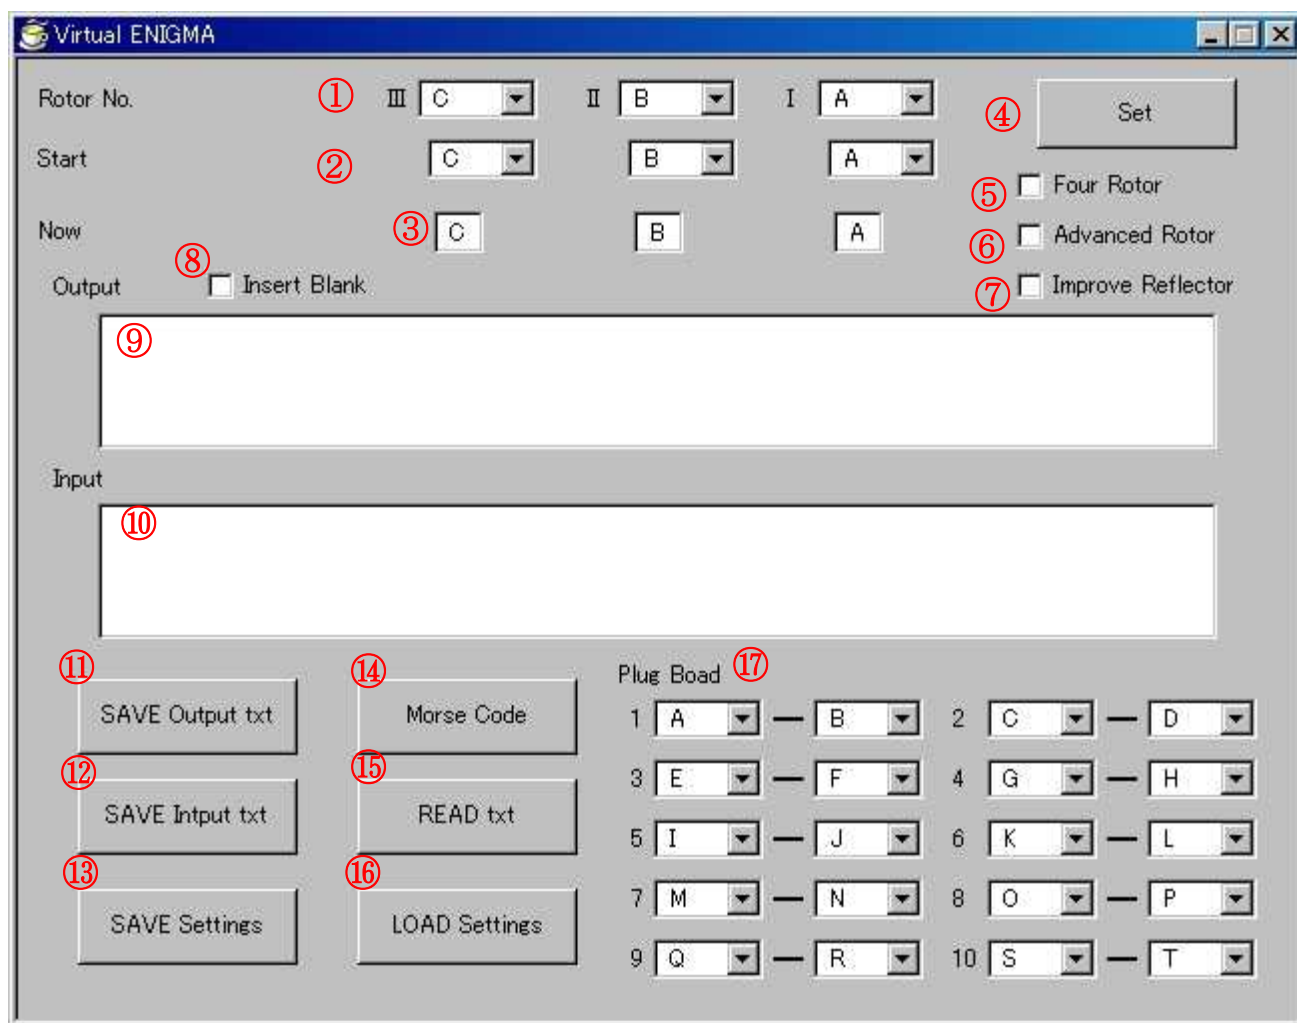 Virtual ENIGMA
Rotor No. ① Ⅲ C Ⅱ B Ⅰ A ④ Set
Start ② C B A
⑤ Four Rotor
Now ③ C B A
⑥ Advanced Rotor
Output ⑧ Insert Blank ⑦ Improve Reflector
⑨
Input
⑩
⑪ SAVE Output txt ⑭ Morse Code
⑫ SAVE Intput txt ⑮ READ txt
⑬ SAVE Settings ⑯ LOAD Settings
Plug Boad ⑰
1 A — B 2 C — D
3 E — F 4 G — H
5 I — J 6 K — L
7 M — N 8 O — P
9 Q — R 10 S — T